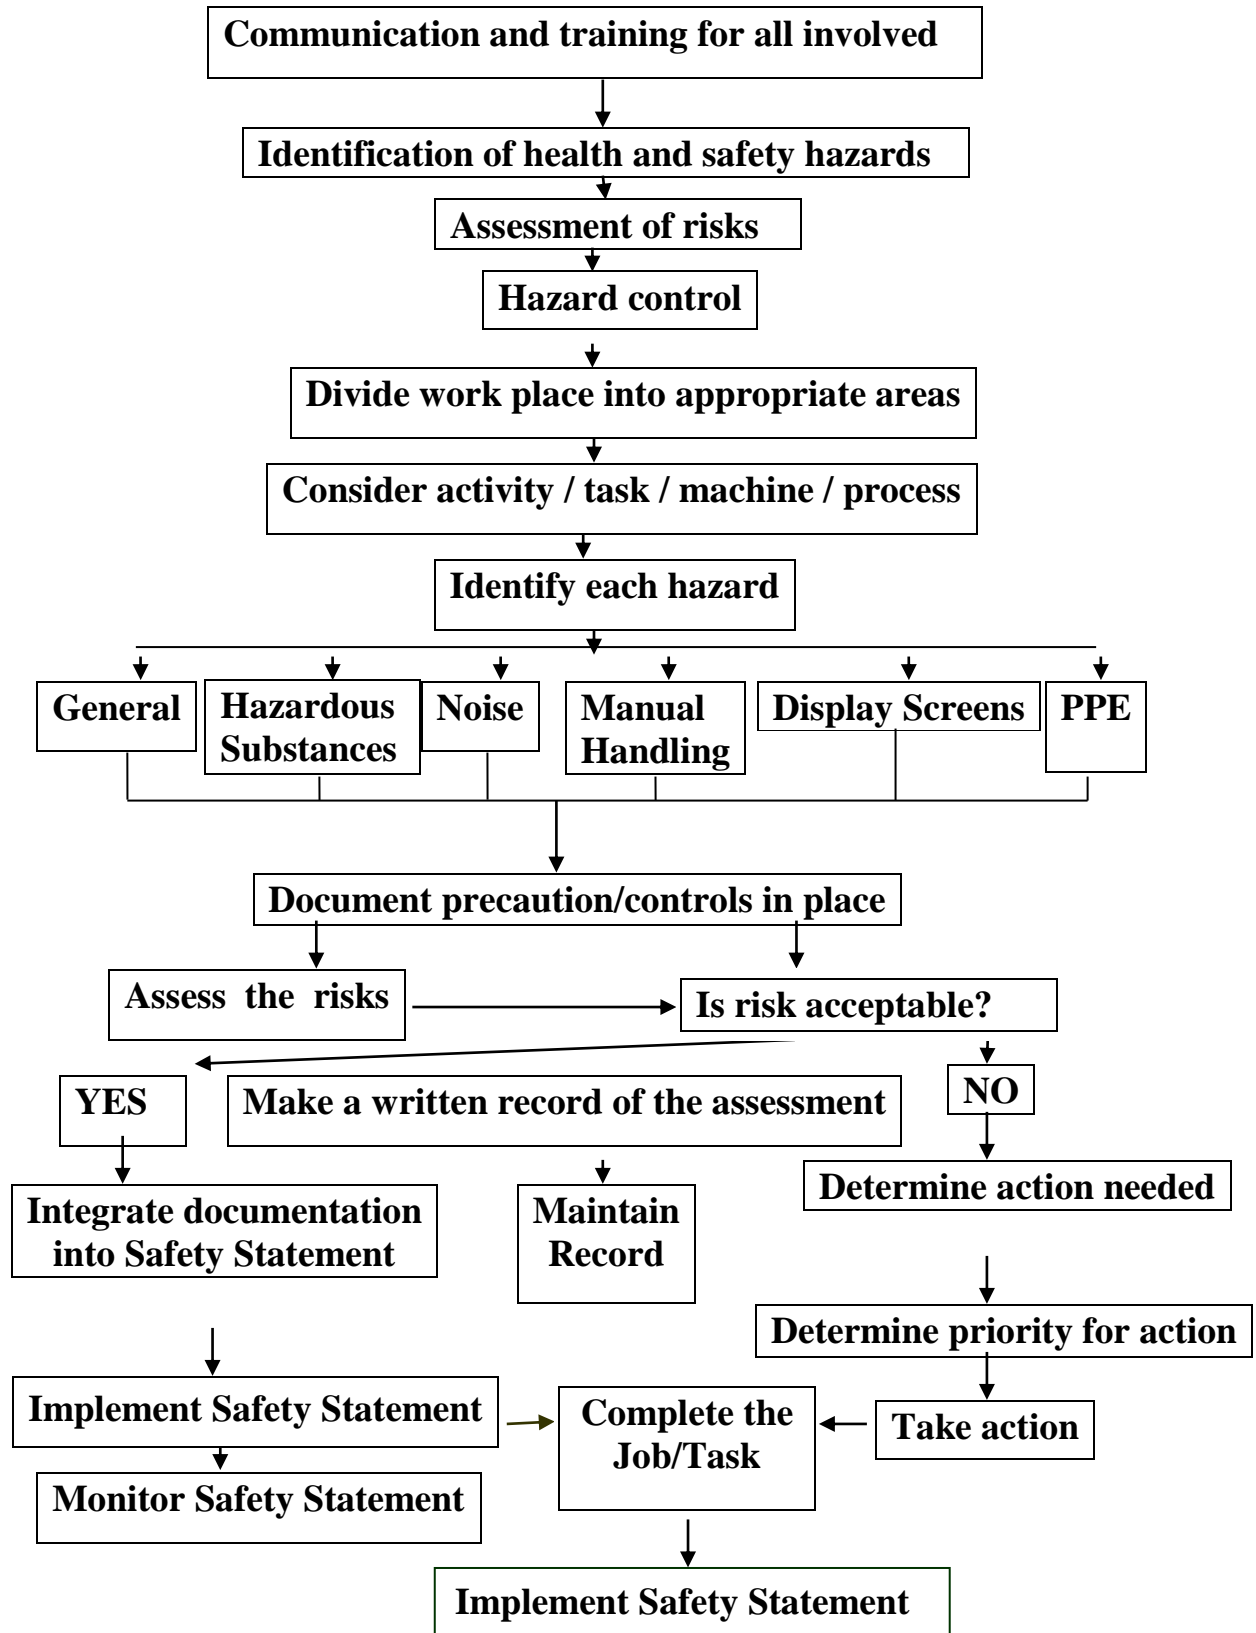 Communication and training for all involved
Identification of health and safety hazards
Assessment of risks
Hazard control
Divide work place into appropriate areas
Consider activity / task / machine / process
Identify each hazard
General
Hazardous
Substances
Noise
Manual
Handling
Display Screens
PPE
Document precaution/controls in place
Assess the risks
Is risk acceptable?
YES
Make a written record of the assessment
NO
Integrate documentation
into Safety Statement
Maintain
Record
Determine action needed
Determine priority for action
Implement Safety Statement
Complete the
Job/Task
Take action
Monitor Safety Statement
Implement Safety Statement